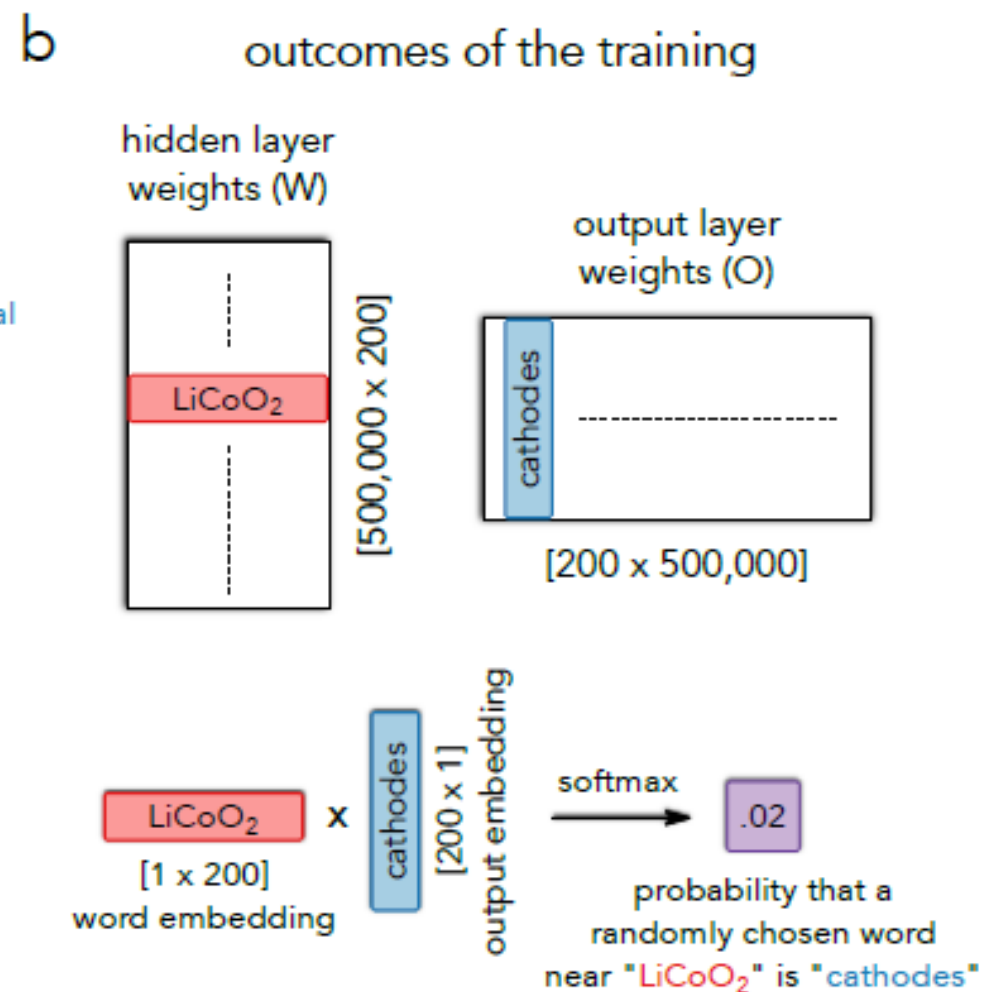 b
outcomes of the training
hidden layer
weights (W)
output layer
weights (O)
al
LiCoO₂
[500,000 x 200]
cathodes
[200 x 500,000]
LiCoO₂
x
cathodes
[200 x 1]
output embedding
softmax
.02
[1 x 200]
word embedding
probability that a
randomly chosen word
near "LiCoO₂" is "cathodes"